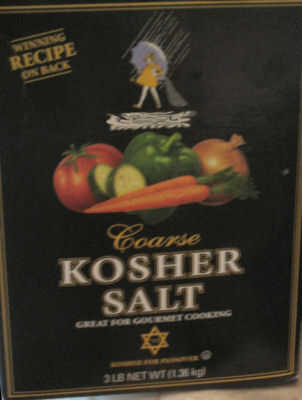 WINNING
RECIPE
ON BACK
Coarse
KOSHER
SALT
GREAT FOR GOURMET COOKING
KOSHER FOR PASSOVER
3 LB NET WT (1.36 kg)